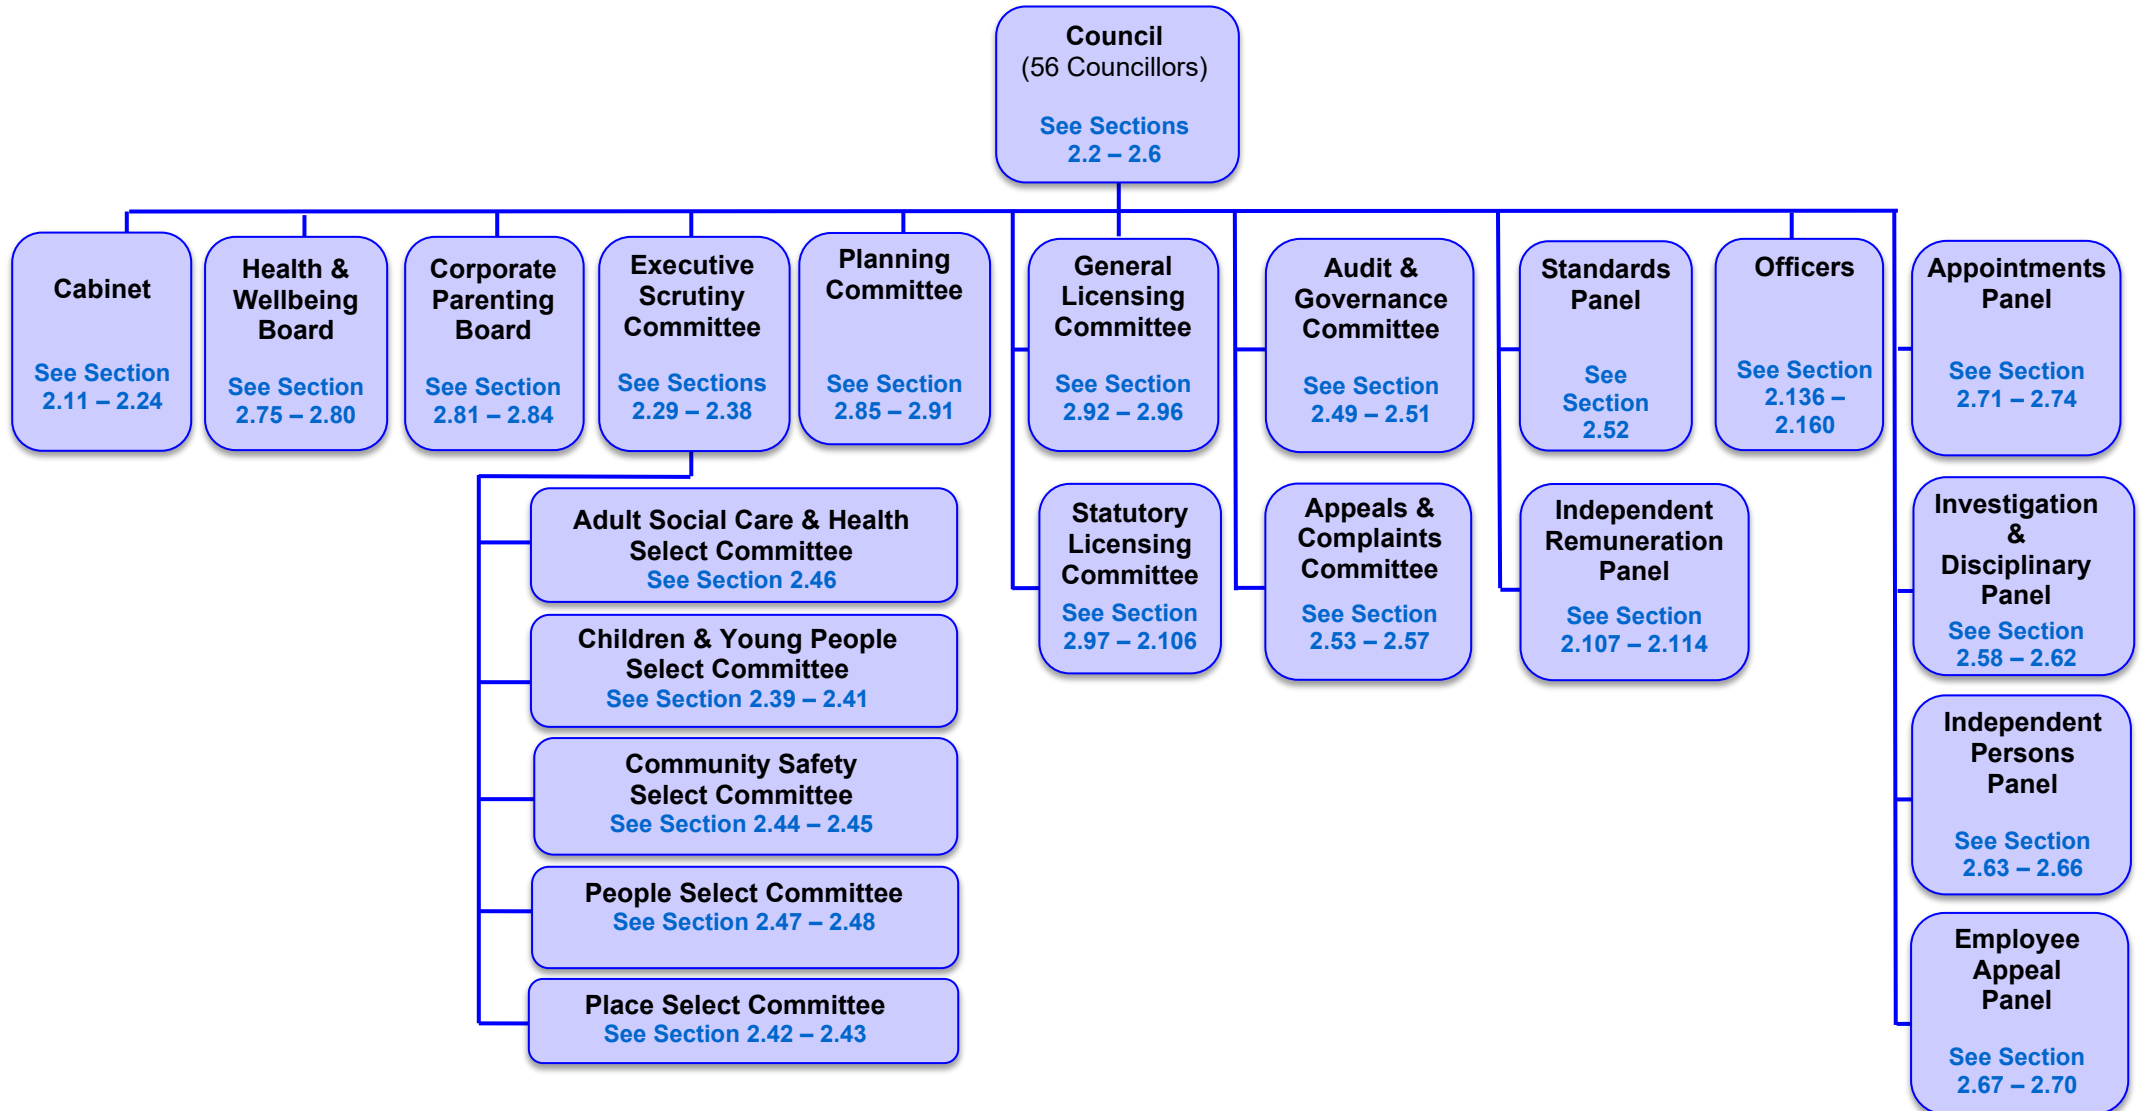 Council
(56 Councillors)
See Sections
2.2 – 2.6
Cabinet
See Section
2.11 – 2.24
Health &
Wellbeing
Board
See Section
2.75 – 2.80
Corporate
Parenting
Board
See Section
2.81 – 2.84
Executive
Scrutiny
Committee
See Sections
2.29 – 2.38
Planning
Committee
See Section
2.85 – 2.91
General
Licensing
Committee
See Section
2.92 – 2.96
Audit &
Governance
Committee
See Section
2.49 – 2.51
Standards
Panel
See
Section
2.52
Officers
See Section
2.136 –
2.160
Appointments
Panel
See Section
2.71 – 2.74
Adult Social Care & Health
Select Committee
See Section 2.46
Children & Young People
Select Committee
See Section 2.39 – 2.41
Community Safety
Select Committee
See Section 2.44 – 2.45
People Select Committee
See Section 2.47 – 2.48
Place Select Committee
See Section 2.42 – 2.43
Statutory
Licensing
Committee
See Section
2.97 – 2.106
Appeals &
Complaints
Committee
See Section
2.53 – 2.57
Independent
Remuneration
Panel
See Section
2.107 – 2.114
Investigation
&
Disciplinary
Panel
See Section
2.58 – 2.62
Independent
Persons
Panel
See Section
2.63 – 2.66
Employee
Appeal
Panel
See Section
2.67 – 2.70